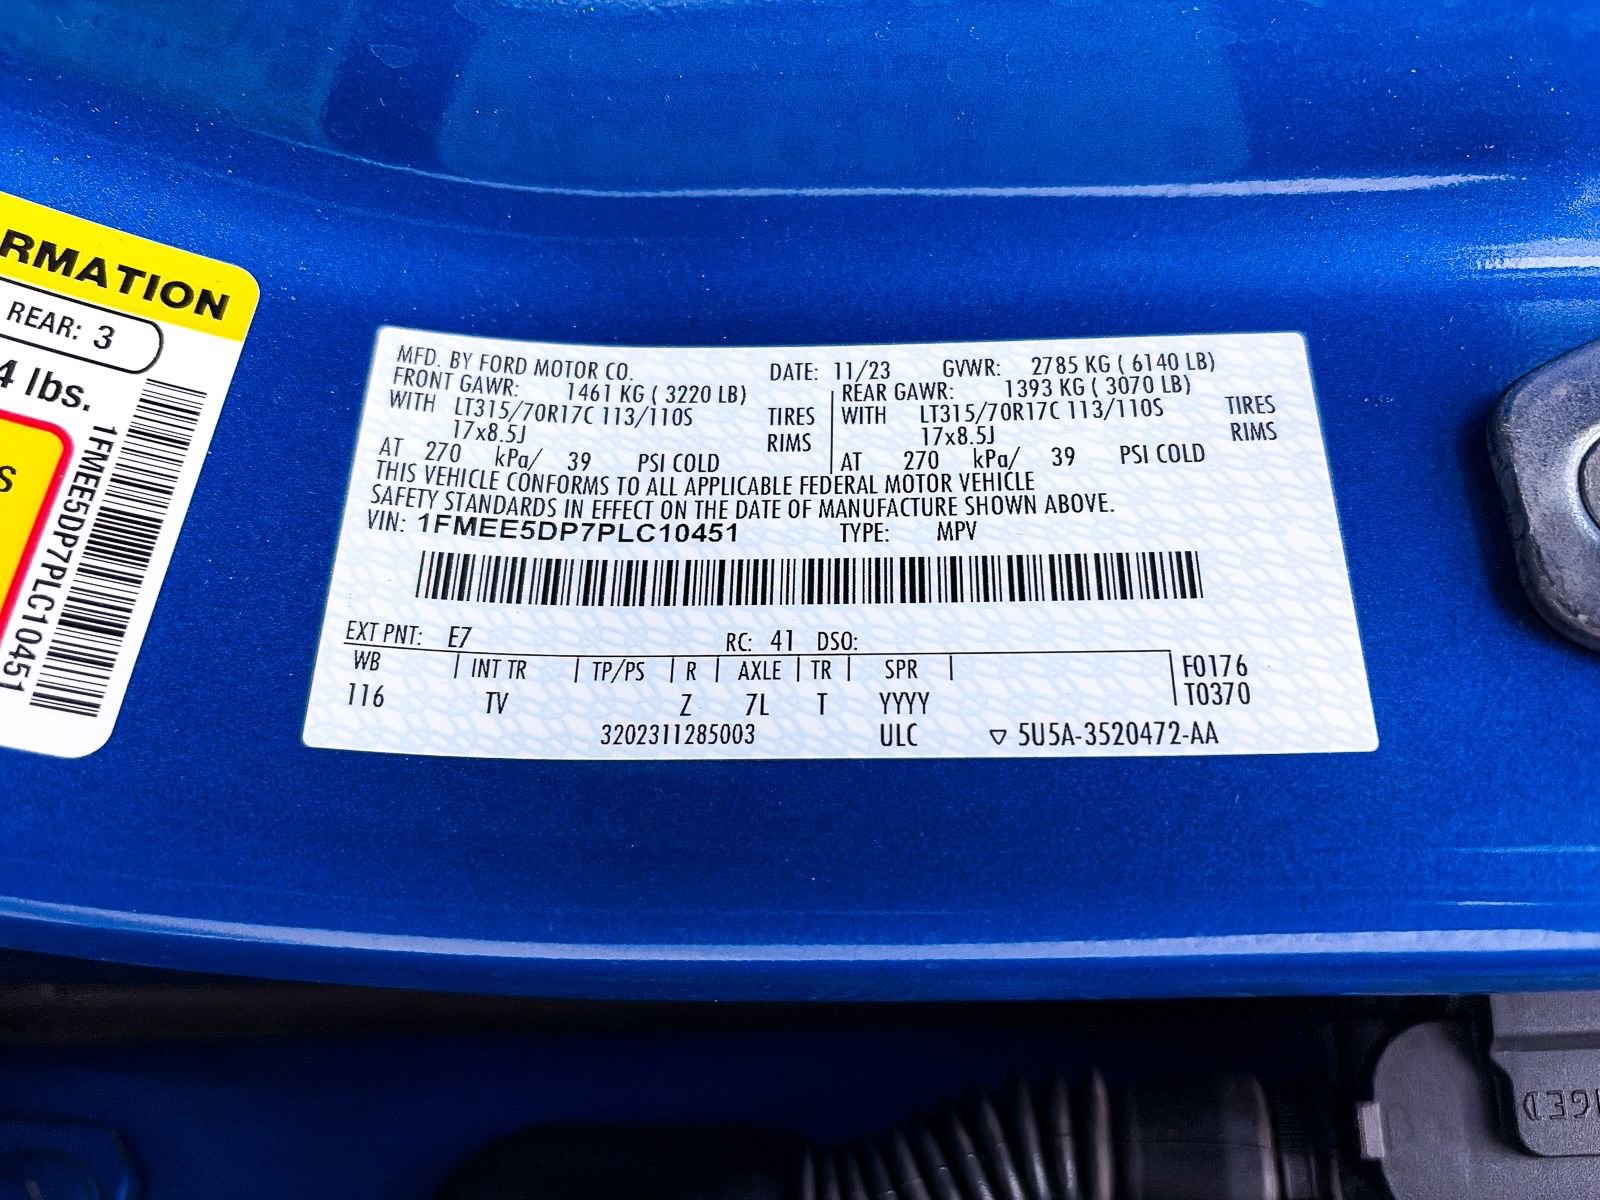 RMATION
REAR: 3
4 lbs.
S
1FMEE5DP7PLC10451
MFD. BY FORD MOTOR CO. DATE: 11/23 GVWR: 2785 KG ( 6140 LB)
FRONT GAWR: 1461 KG ( 3220 LB) REAR GAWR: 1393 KG ( 3070 LB)
WITH LT315/70R17C 113/110S TIRES WITH LT315/70R17C 113/110S TIRES
17x8.5J RIMS 17x8.5J RIMS
AT 270 kPa/ 39 PSI COLD AT 270 kPa/ 39 PSI COLD
THIS VEHICLE CONFORMS TO ALL APPLICABLE FEDERAL MOTOR VEHICLE
SAFETY STANDARDS IN EFFECT ON THE DATE OF MANUFACTURE SHOWN ABOVE.
VIN: 1FMEE5DP7PLC10451 TYPE: MPV
EXT PNT: E7 RC: 41 DSO:
WB INT TR TP/PS R AXLE TR SPR F0176
116 TV Z 7L T YYYY T0370
3202311285003 ULC ▽ 5U5A-3520472-AA